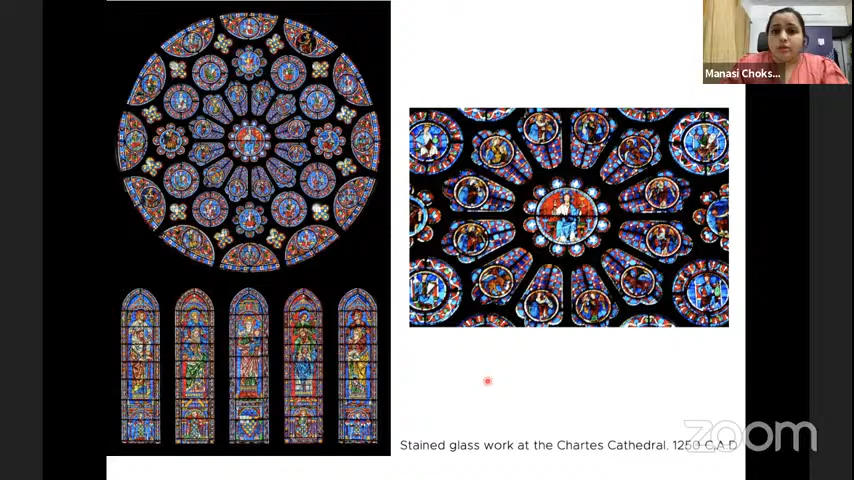 Manasi Choks...
Stained glass work at the Chartes Cathedral. 1250 C.A.D
zoom